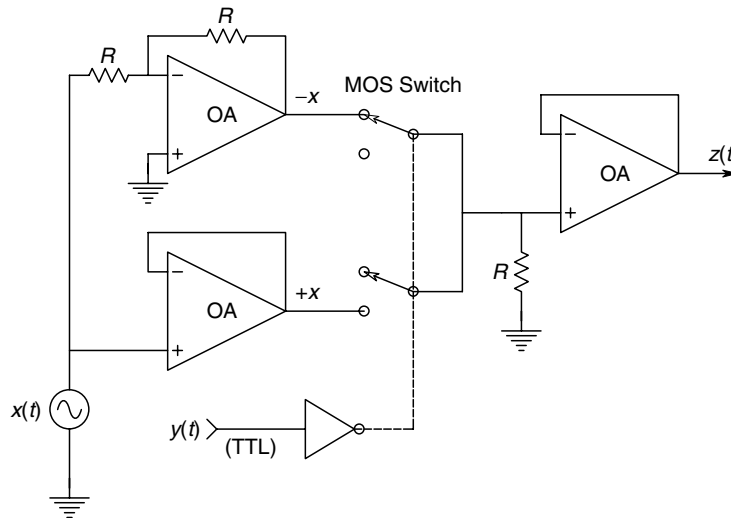 R
R
MOS Switch
−x
OA
OA
z(t
R
+x
OA
x(t)
y(t)
(TTL)